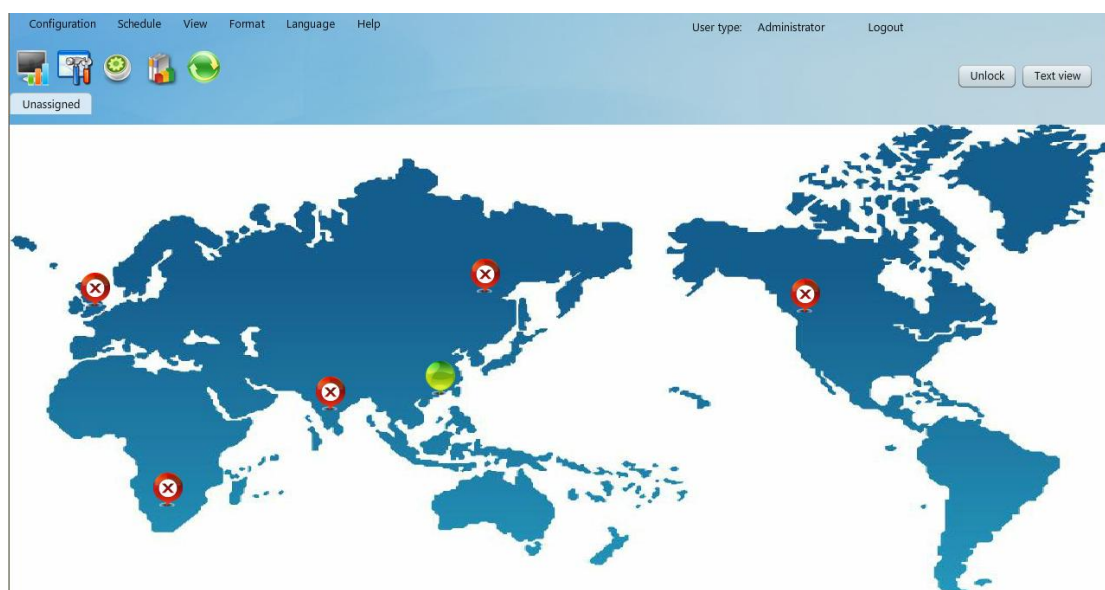 Configuration Schedule View Format Language Help
User type: Administrator Logout
Unlock Text view
Unassigned